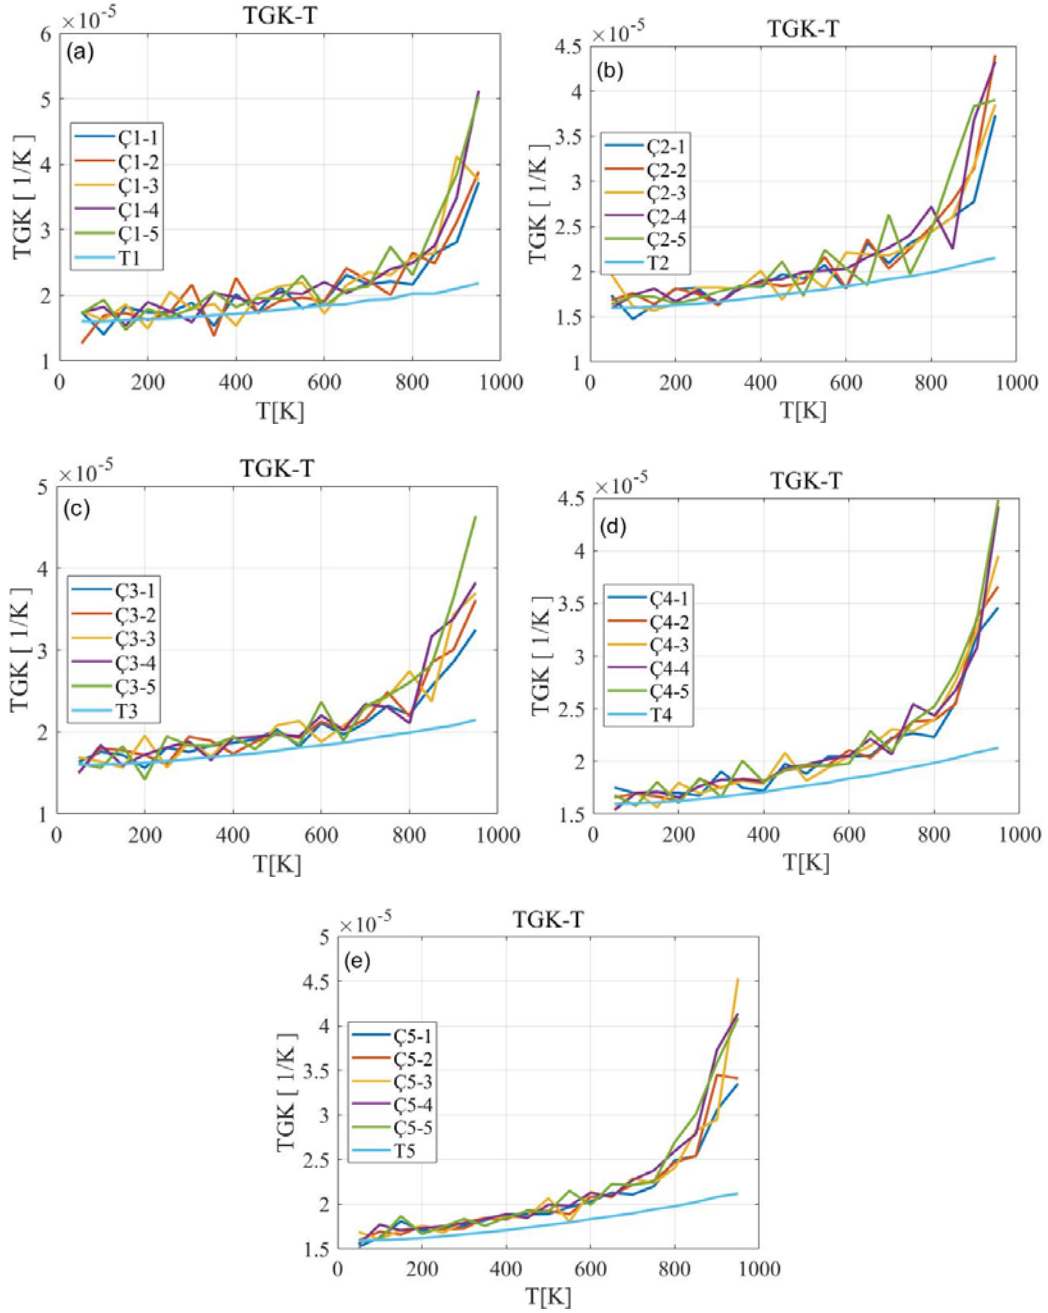 TGK-T
×10-5
(a)
6
5
4
3
2
1
TGK [ 1/K ]
Ç1-1
Ç1-2
Ç1-3
Ç1-4
Ç1-5
T1
0
200
400
600
800
1000
T[K]
TGK-T
×10-5
(b)
4.5
4
3.5
3
2.5
2
1.5
1
TGK [ 1/K ]
Ç2-1
Ç2-2
Ç2-3
Ç2-4
Ç2-5
T2
0
200
400
600
800
1000
T[K]
TGK-T
×10-5
(c)
5
4
3
2
1
TGK [ 1/K ]
Ç3-1
Ç3-2
Ç3-3
Ç3-4
Ç3-5
T3
0
200
400
600
800
1000
T[K]
TGK-T
×10-5
(d)
4.5
4
3.5
3
2.5
2
1.5
TGK [ 1/K ]
Ç4-1
Ç4-2
Ç4-3
Ç4-4
Ç4-5
T4
0
200
400
600
800
1000
T[K]
TGK-T
×10-5
(e)
5
4.5
4
3.5
3
2.5
2
1.5
TGK [ 1/K ]
Ç5-1
Ç5-2
Ç5-3
Ç5-4
Ç5-5
T5
0
200
400
600
800
1000
T[K]